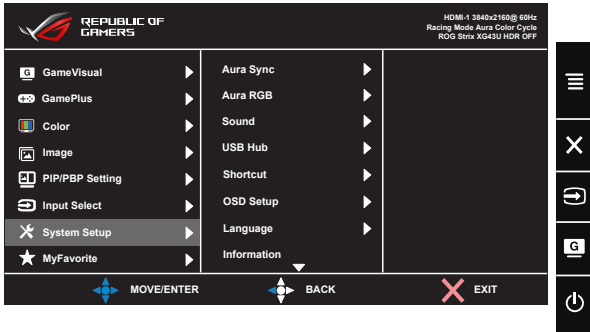 REPUBLIC OF
GAMERS
HDMI-1 3840x2160@ 60Hz
Racing Mode Aura Color Cycle
ROG Strix XG43U HDR OFF
G GameVisual
GamePlus
Color
Image
PIP/PBP Setting
Input Select
System Setup
MyFavorite
Aura Sync
Aura RGB
Sound
USB Hub
Shortcut
OSD Setup
Language
Information
G
MOVE/ENTER
BACK
EXIT